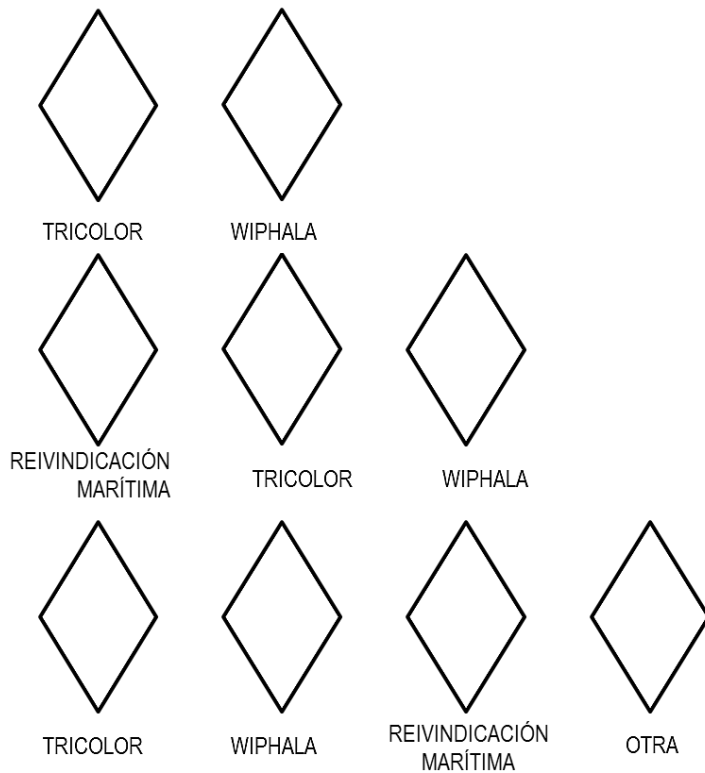 TRICOLOR WIPHALA
REIVINDICACIÓN
MARÍTIMA TRICOLOR WIPHALA
TRICOLOR WIPHALA REIVINDICACIÓN
MARÍTIMA OTRA